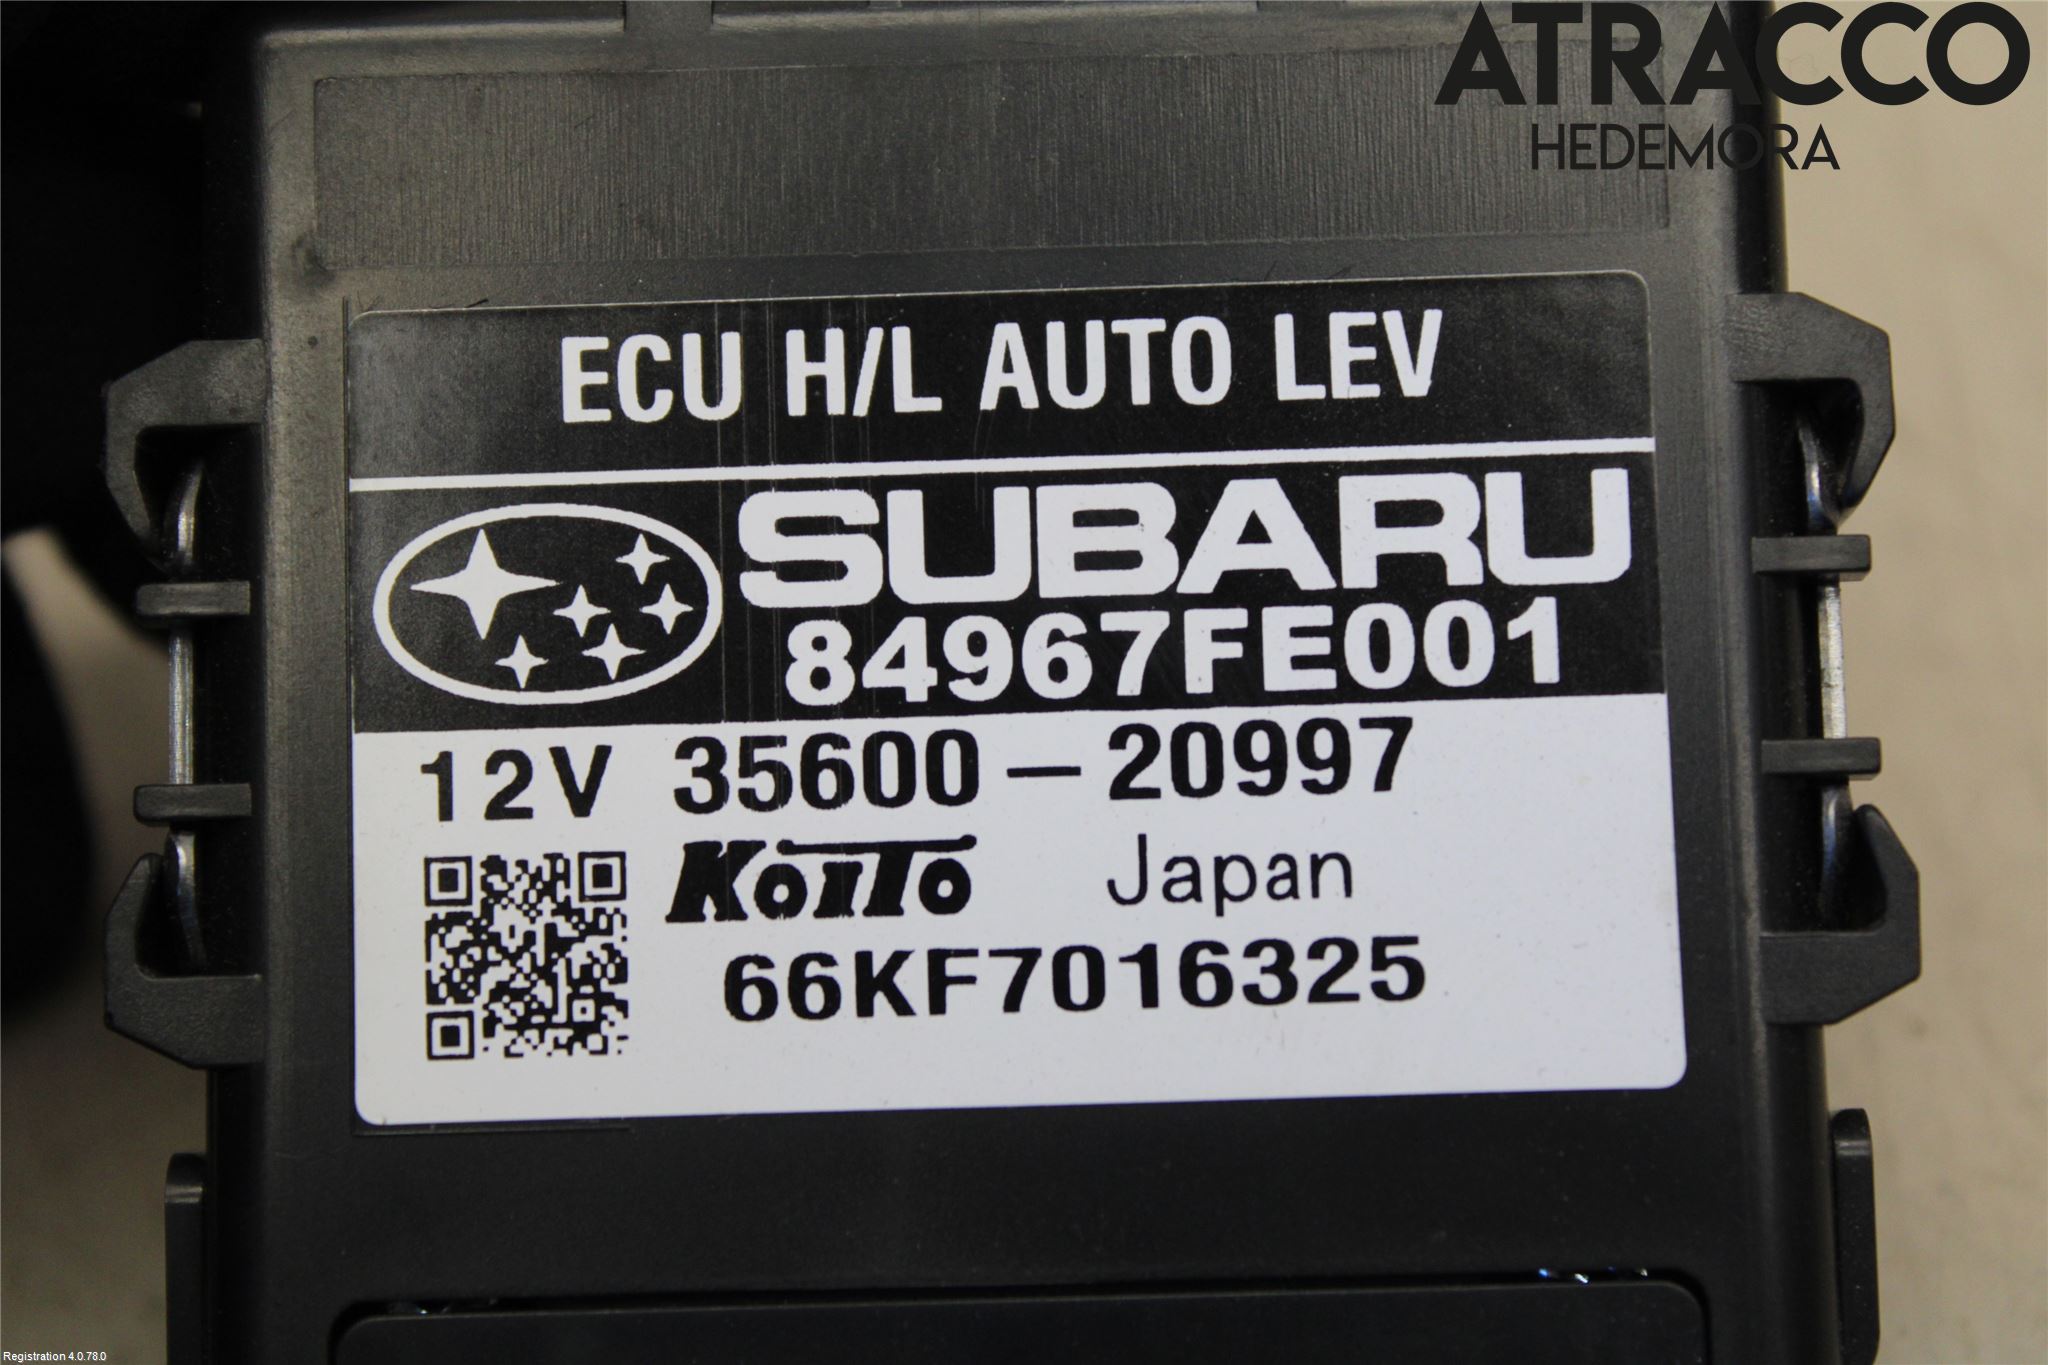 ATRACCO
HEDEMORA
ECU H/L AUTO LEV
SUBARU
84967FE001
12V 35600-20997
KOITO Japan
66KF7016325
Registration 4.0.78.0